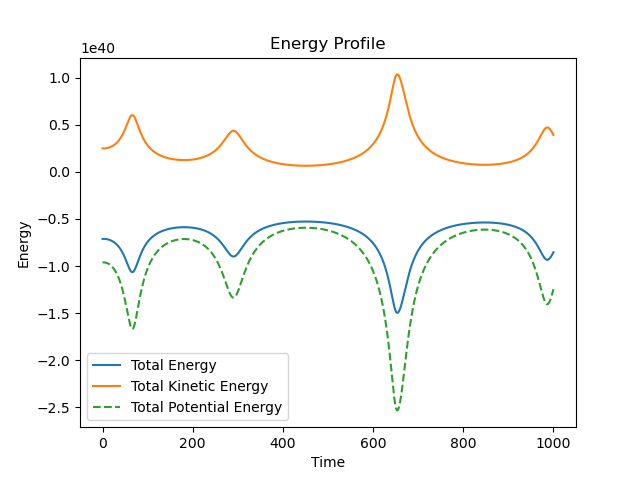 Energy Profile
1e40
1.0
0.5
0.0
−0.5
−1.0
−1.5
−2.0
−2.5
Energy
Total Energy
Total Kinetic Energy
Total Potential Energy
0 200 400 600 800 1000
Time